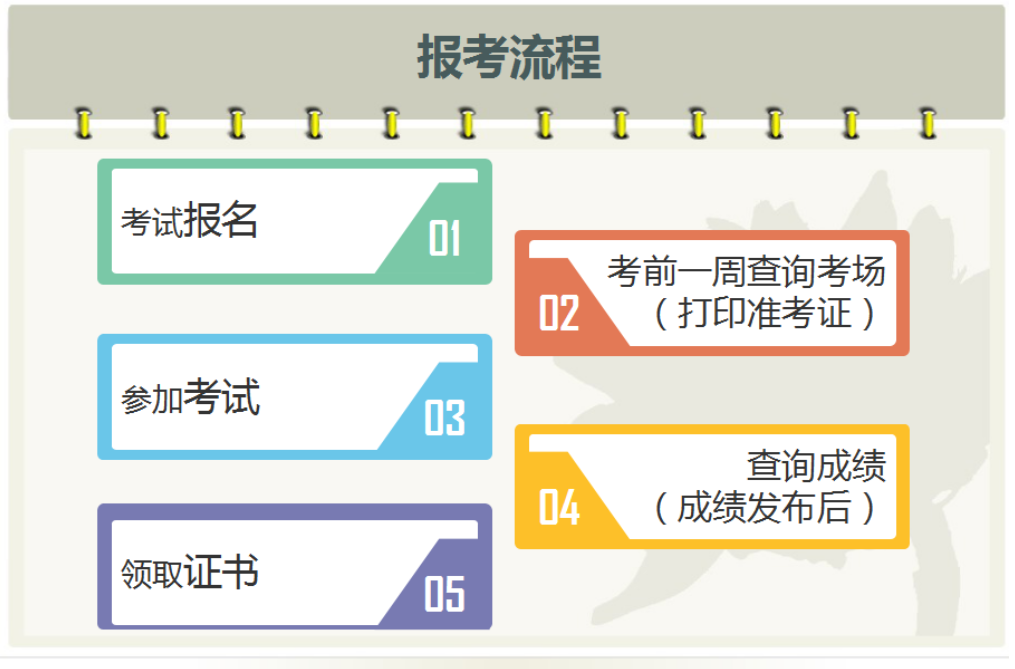 报考流程
考试报名
01
考前一周查询考场
（打印准考证）
02
参加考试
03
查询成绩
（成绩发布后）
04
领取证书
05